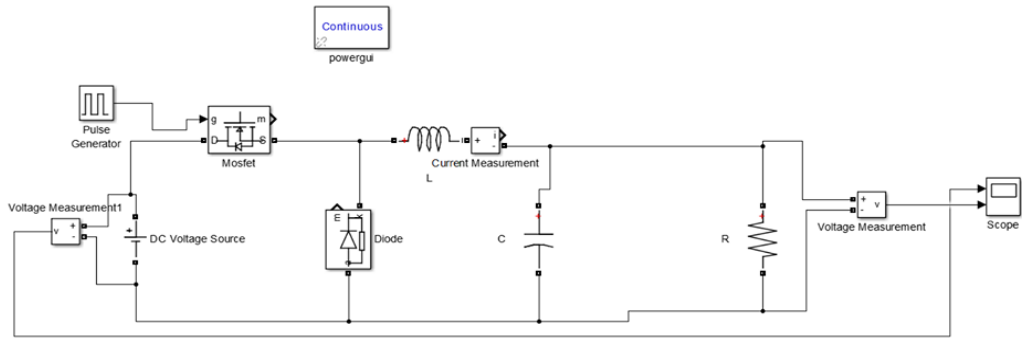 Continuous
powergui
Pulse
Generator
g
m
D
S
Mosfet
i
+
-
Current Measurement
L
Voltage Measurement1
v
+
-
+
DC Voltage Source
Diode
C
R
+
-
v
Voltage Measurement
Scope